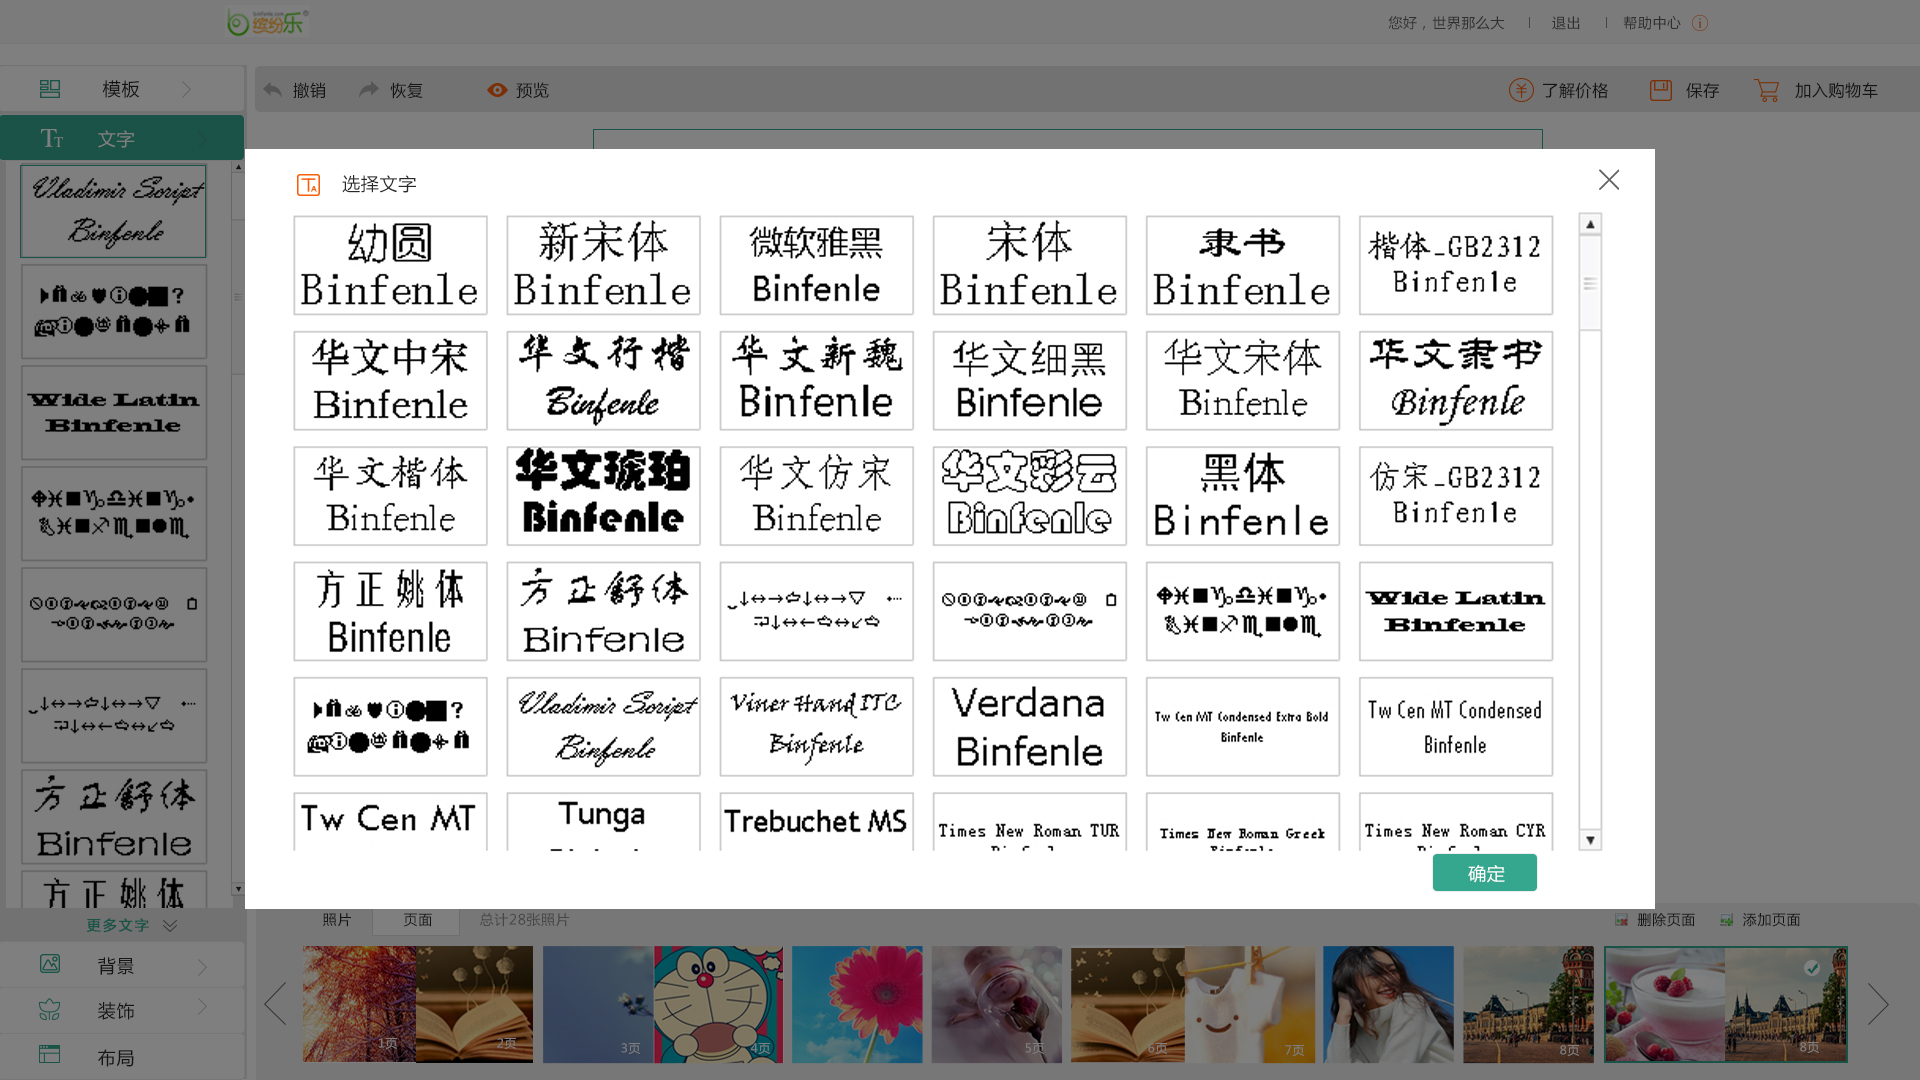 缤纷乐
您好，世界那么大
退出
帮助中心
模板
撤销
恢复
预览
了解价格
保存
加入购物车
文字
选择文字
Vladimir Script
Binfenle
Wide Latin
Binfenle
方正舒体
Binfenle
方正姚体
更多文字
背景
装饰
布局
幼圆
Binfenle
新宋体
Binfenle
微软雅黑
Binfenle
宋体
Binfenle
隶书
Binfenle
楷体_GB2312
Binfenle
华文中宋
Binfenle
华文行楷
Binfenle
华文新魏
Binfenle
华文细黑
Binfenle
华文宋体
Binfenle
华文隶书
Binfenle
华文楷体
Binfenle
华文琥珀
Binfenle
华文仿宋
Binfenle
华文彩云
Binfenle
黑体
Binfenle
仿宋_GB2312
Binfenle
方正姚体
Binfenle
方正舒体
Binfenle
Wide Latin
Binfenle
Vladimir Script
Binfenle
Viner Hand ITC
Binfenle
Verdana
Binfenle
Tw Cen MT Condensed Extra Bold
Binfenle
Tw Cen MT Condensed
Binfenle
Tw Cen MT
Tunga
Trebuchet MS
Times New Roman TUR
Times New Roman Greek
Times New Roman CYR
确定
照片
页面
总计28张照片
删除页面
添加页面
1页
2页
3页
4页
5页
6页
7页
8页
8页